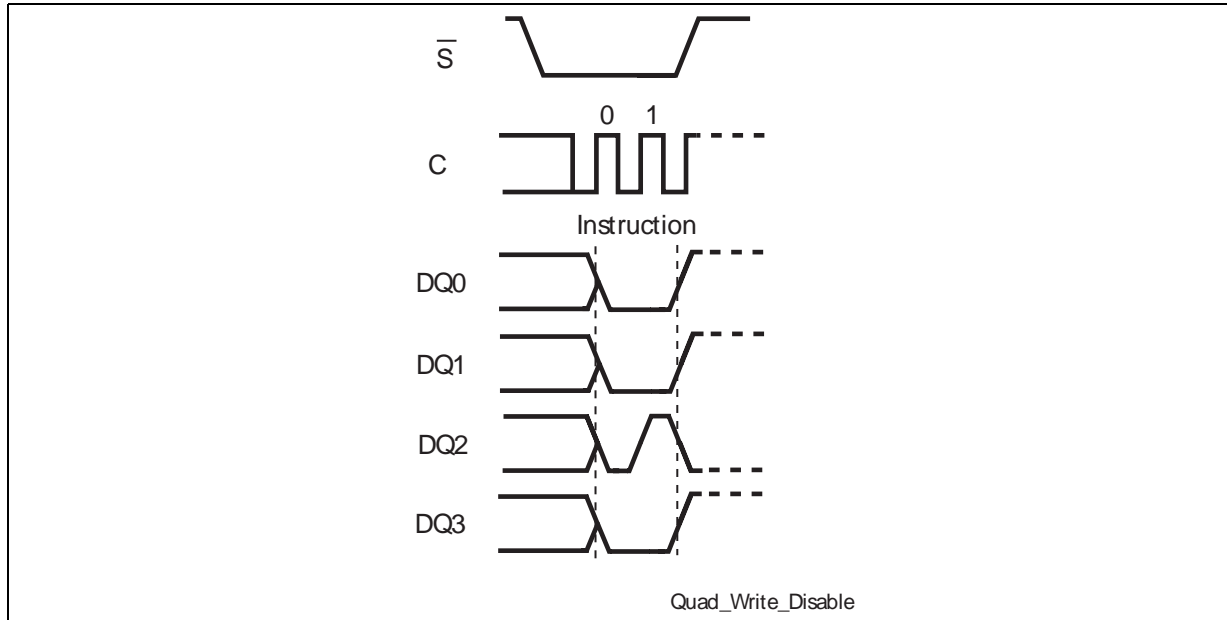 S̅
0 1
C
Instruction
DQ0
DQ1
DQ2
DQ3
Quad_Write_Disable